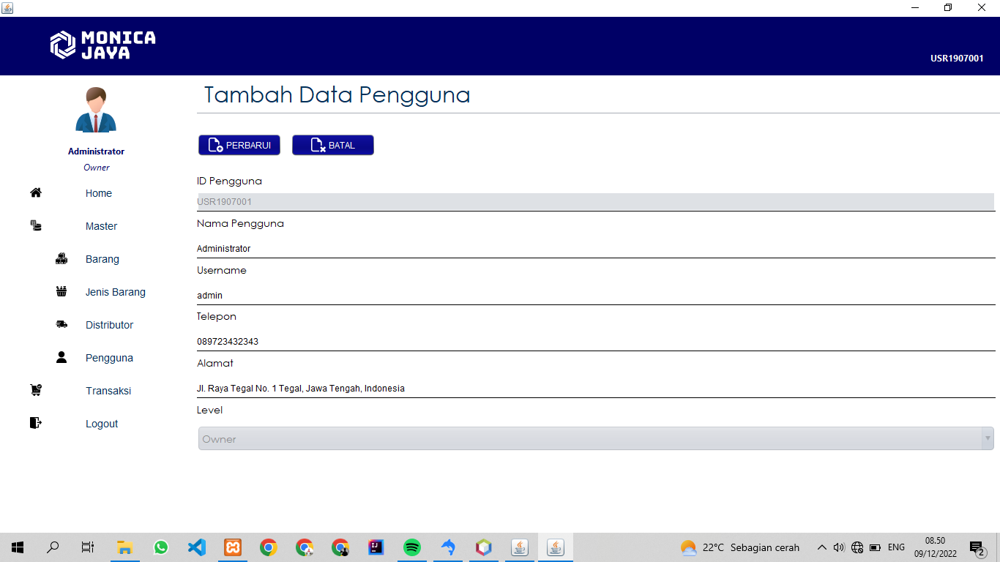 MONICA
JAYA
USR1907001
Administrator
Owner
Home
Master
Barang
Jenis Barang
Distributor
Pengguna
Transaksi
Logout
Tambah Data Pengguna
PERBARUI BATAL
ID Pengguna
USR1907001
Nama Pengguna
Administrator
Username
admin
Telepon
089723432343
Alamat
Jl. Raya Tegal No. 1 Tegal, Jawa Tengah, Indonesia
Level
Owner
IJ
22°C Sebagian cerah ENG
08.50
09/12/2022
2